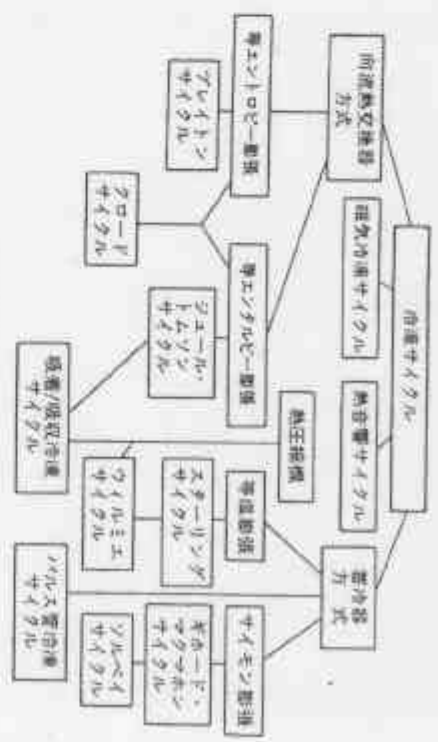 冷凍サイクル
向流熱交換器
方式
磁気冷凍サイクル
熱音響サイクル
蓄冷器
方式
等エントロピー膨張
等エンタルピー膨張
熱圧縮機
等温膨張
サイモン膨張
ブレイトン
サイクル
クロード
サイクル
ジュール・
トムソン
サイクル
スターリング
サイクル
ギホード・
マクマホン
サイクル
ウィルミエ
サイクル
ソルベイ
サイクル
吸着/吸収冷凍
サイクル
パルス管冷凍
サイクル